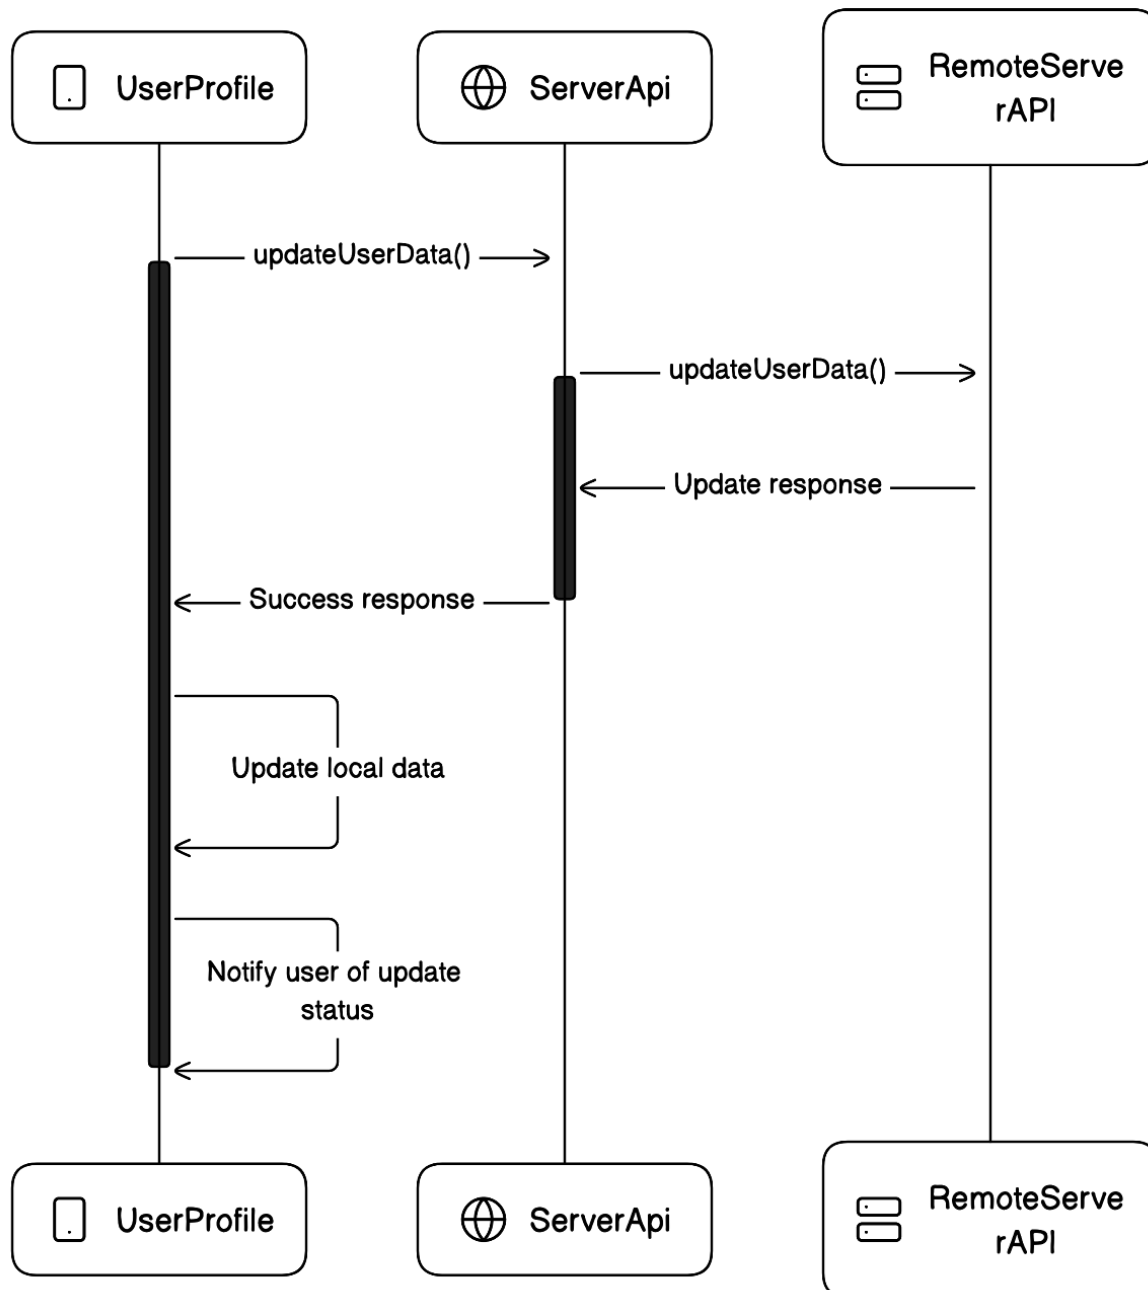 UserProfile
ServerApi
RemoteServe
rAPI
updateUserData()
updateUserData()
Update response
Success response
Update local data
Notify user of update
status
UserProfile
ServerApi
RemoteServe
rAPI